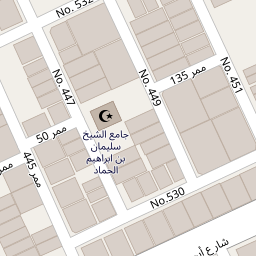 No. 532
No. 447
No. 449
ممر 135
No. 451
جامع الشيخ
سليمان
بن ابراهيم
الحماد
ممر 50
ممر 445
ممر
No.530
شارع